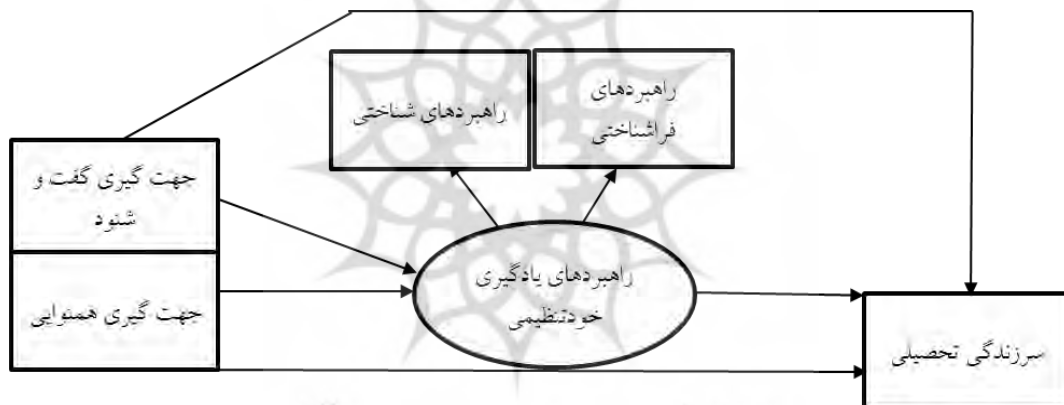 راهبردهای
فراشناختی
راهبردهای شناختی
جهت گیری گفت و
شنود
راهبردهای یادگیری
خودتنظیمی
جهت گیری همنوایی
سرزندگی تحصیلی